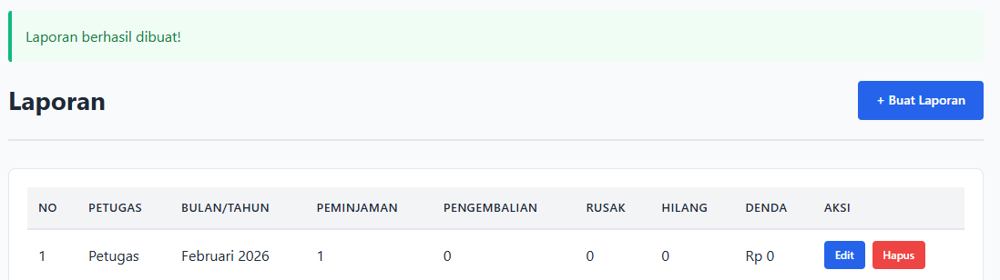 Laporan berhasil dibuat!
Laporan
+ Buat Laporan
NO PETUGAS BULAN/TAHUN PEMINJAMAN PENGEMBALIAN RUSAK HILANG DENDA AKSI
1 Petugas Februari 2026 1 0 0 0 Rp 0 Edit Hapus